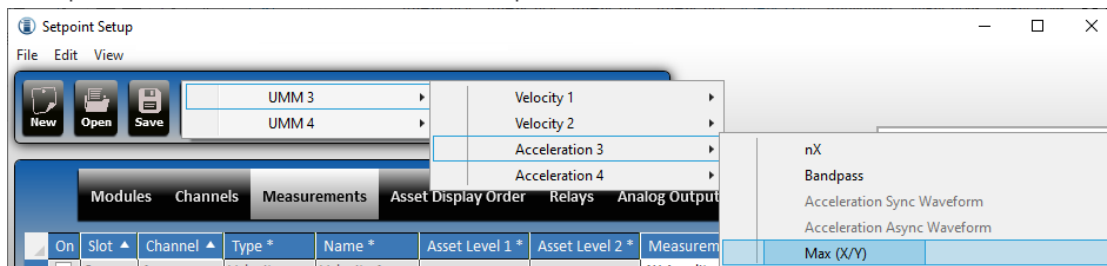 Setpoint Setup
File Edit View
New Open Save
UMM 3
UMM 4
Velocity 1
Velocity 2
Acceleration 3
Acceleration 4
nX
Bandpass
Acceleration Sync Waveform
Acceleration Async Waveform
Max (X/Y)
Modules Channels Measurements Asset Display Order Relays Analog Output
On Slot Channel Type * Name * Asset Level 1 * Asset Level 2 * Measurem